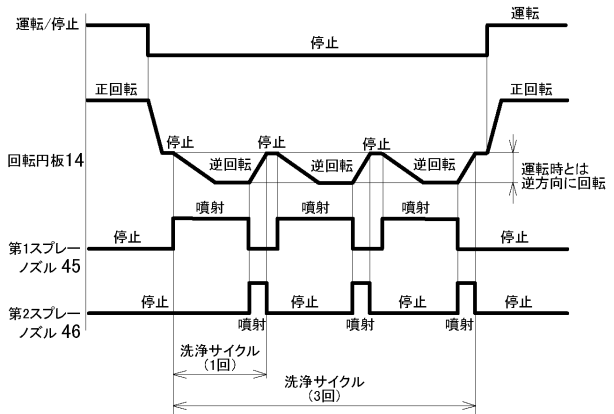 運転/停止
停止
運転
正回転
正回転
回転円板14
停止
停止
停止
逆回転
逆回転
逆回転
運転時とは
逆方向に回転
噴射
噴射
噴射
第1スプレー
ノズル 45
停止
停止
第2スプレー
ノズル 46
停止
停止
停止
停止
噴射
噴射
噴射
洗浄サイクル
(1回)
洗浄サイクル
(3回)